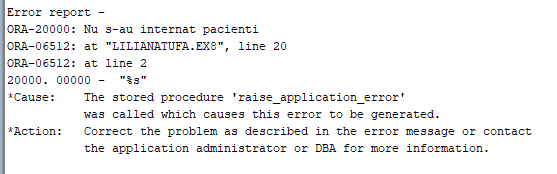 Error report -
ORA-20000: Nu s-au internat pacienti
ORA-06512: at "LILIANATUFA.EX8", line 20
ORA-06512: at line 2
20000. 00000 -  "%s"
*Cause:    The stored procedure 'raise_application_error'
           was called which causes this error to be generated.
*Action:   Correct the problem as described in the error message or contact
           the application administrator or DBA for more information.